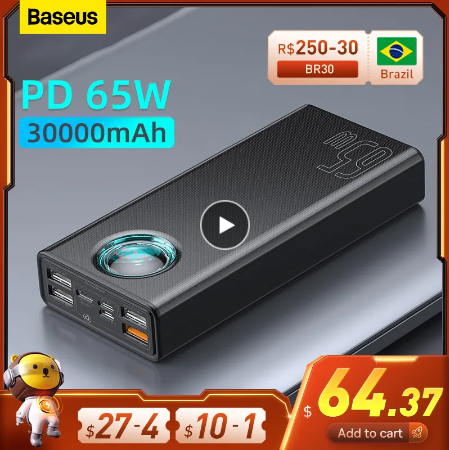 Baseus
R$250-30
BR30
Brazil
PD 65W
30000mAh
65W
$27-4
$10-1
$64.37
Add to cart